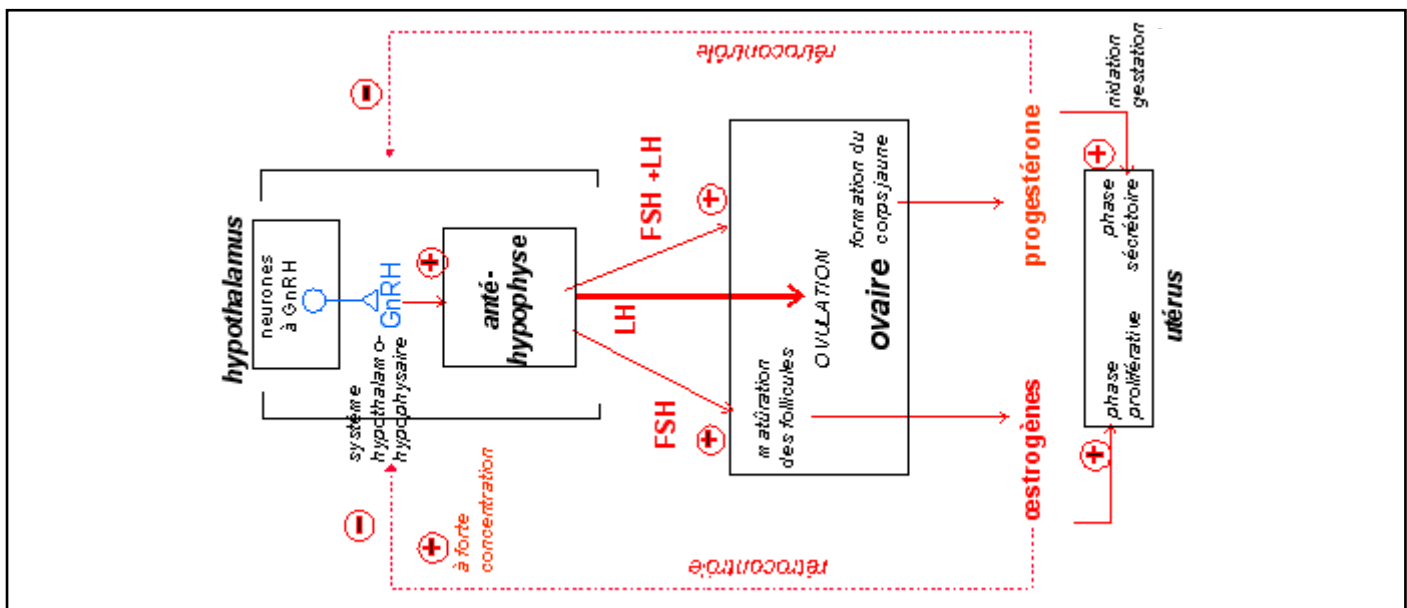 hypothalamus
neurones
à GnRH
GnRH
système
hypothalamo-
hypophysaire
anté-
hypophyse
rétrocontrôle
rétrocontrôle
−
−
+
à forte
concentration
+
FSH
LH
FSH +LH
+
+
matûration
des follicules
OVULATION
formation du
corps jaune
ovaire
œstrogènes
progestérone
+
+
nidation
gestation
phase
proliférative
phase
sécrétoire
utérus